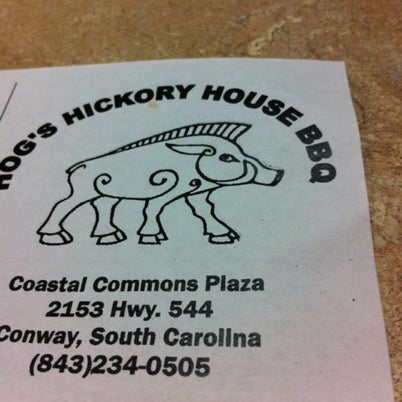 HOG'S HICKORY HOUSE BBQ
Coastal Commons Plaza
2153 Hwy. 544
Conway, South Carolina
(843)234-0505